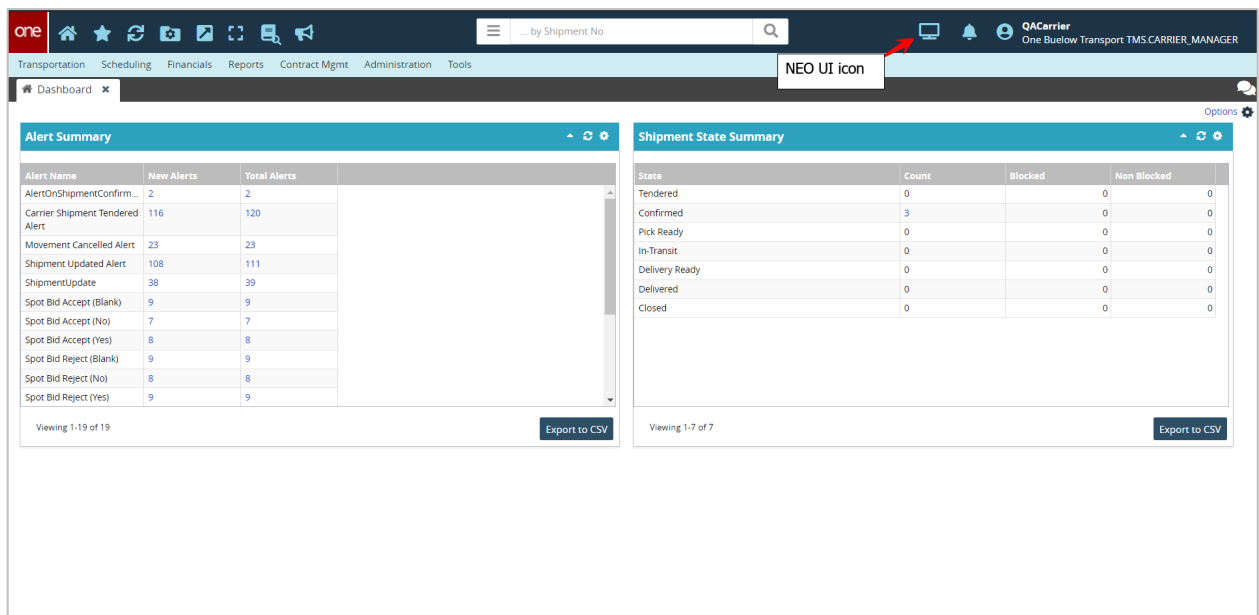 one
... by Shipment No
QACarrier
One Buelow Transport TMS.CARRIER_MANAGER
Transportation Scheduling Financials Reports Contract Mgmt Administration Tools
NEO UI icon
Dashboard
Options
Alert Summary
Alert Name New Alerts Total Alerts
AlertOnShipmentConfirm... 2 2
Carrier Shipment Tendered 116 120
Alert
Movement Cancelled Alert 23 23
Shipment Updated Alert 108 111
ShipmentUpdate 38 39
Spot Bid Accept (Blank) 9 9
Spot Bid Accept (No) 7 7
Spot Bid Accept (Yes) 8 8
Spot Bid Reject (Blank) 9 9
Spot Bid Reject (No) 8 8
Spot Bid Reject (Yes) 9 9
Viewing 1-19 of 19
Export to CSV
Shipment State Summary
State Count Blocked Non Blocked
Tendered 0 0 0
Confirmed 3 0 0
Pick Ready 0 0 0
In-Transit 0 0 0
Delivery Ready 0 0 0
Delivered 0 0 0
Closed 0 0 0
Viewing 1-7 of 7
Export to CSV